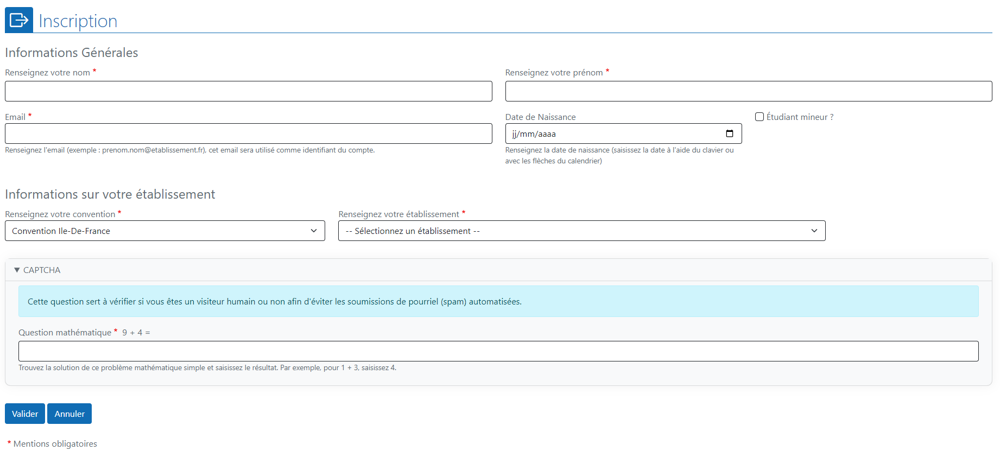 Inscription
Informations Générales
Renseignez votre nom *
Renseignez votre prénom *
Email *
Renseignez l'email (exemple : prenom.nom@etablissement.fr), cet email sera utilisé comme identifiant du compte.
Date de Naissance
jj/mm/aaaa
Renseignez la date de naissance (saisissez la date à l'aide du clavier ou
avec les flèches du calendrier)
Étudiant mineur ?
Informations sur votre établissement
Renseignez votre convention *
Convention Ile-De-France
Renseignez votre établissement *
-- Sélectionnez un établissement --
CAPTCHA
Cette question sert à vérifier si vous êtes un visiteur humain ou non afin d'éviter les soumissions de pourriel (spam) automatisées.
Question mathématique * 9 + 4 =
Trouvez la solution de ce problème mathématique simple et saisissez le résultat. Par exemple, pour 1 + 3, saisissez 4.
Valider
Annuler
* Mentions obligatoires